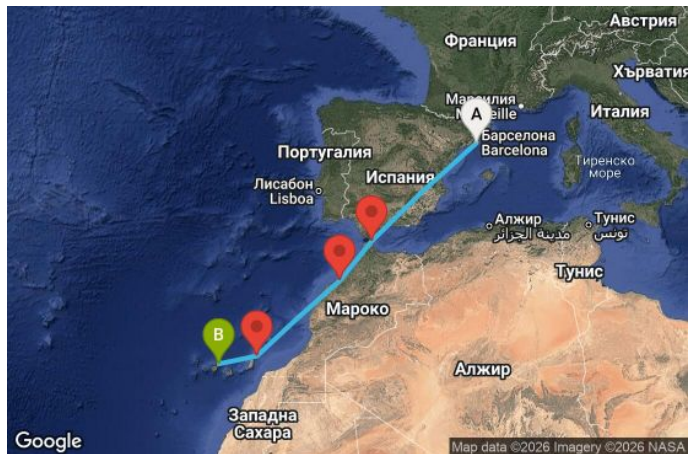 Австрия
Франция
Хърватия
Марсилия
Marseille
A
Италия
Барселона
Barcelona
Португалия
Тиренско
море
Испания
Лисабон
Lisboa
Алжир
مدينة الجزائر
Тунис
تونس
Тунис
Мароко
B
Алжир
Западна
Сахара
Google
Map data ©2026 Imagery ©2026 NASA